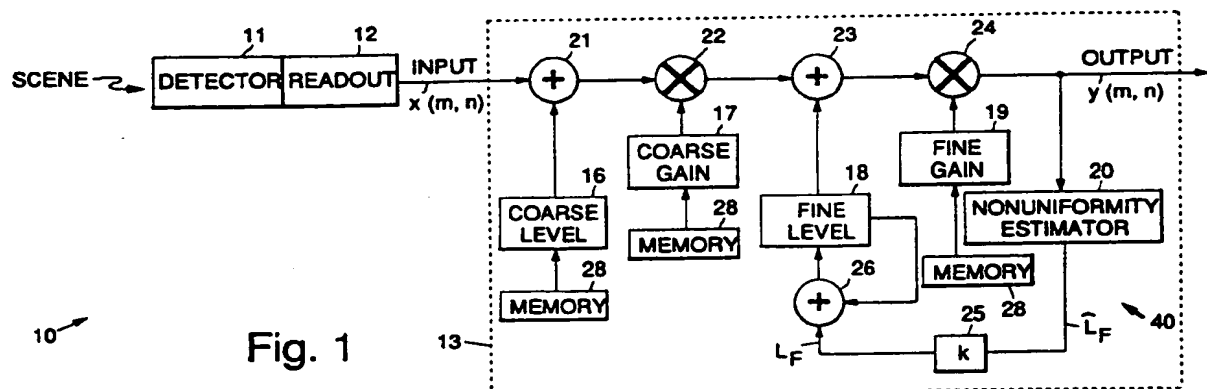 11
12
21
22
23
24
SCENE
DETECTOR
READOUT
INPUT
x (m, n)
OUTPUT
y (m, n)
17
COARSE
GAIN
19
FINE
GAIN
16
COARSE
LEVEL
28
MEMORY
18
FINE
LEVEL
20
NONUNIFORMITY
ESTIMATOR
28
MEMORY
26
MEMORY
28
10
Fig. 1
13
L_F
25
k
L̂_F
40